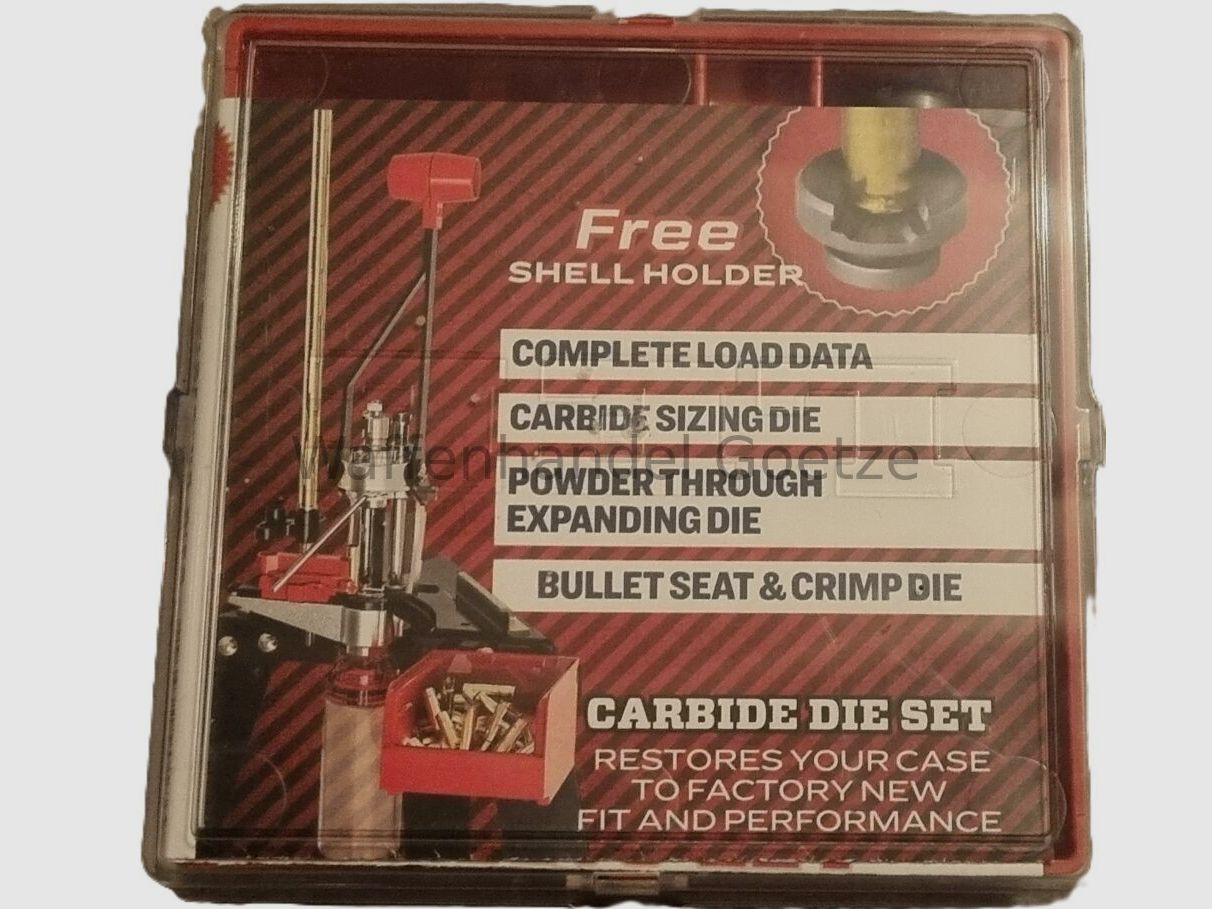 Free
SHELL HOLDER
COMPLETE LOAD DATA
CARBIDE SIZING DIE
Waffenhandel Goetze
POWDER THROUGH
EXPANDING DIE
BULLET SEAT & CRIMP DIE
CARBIDE DIE SET
RESTORES YOUR CASE
TO FACTORY NEW
FIT AND PERFORMANCE